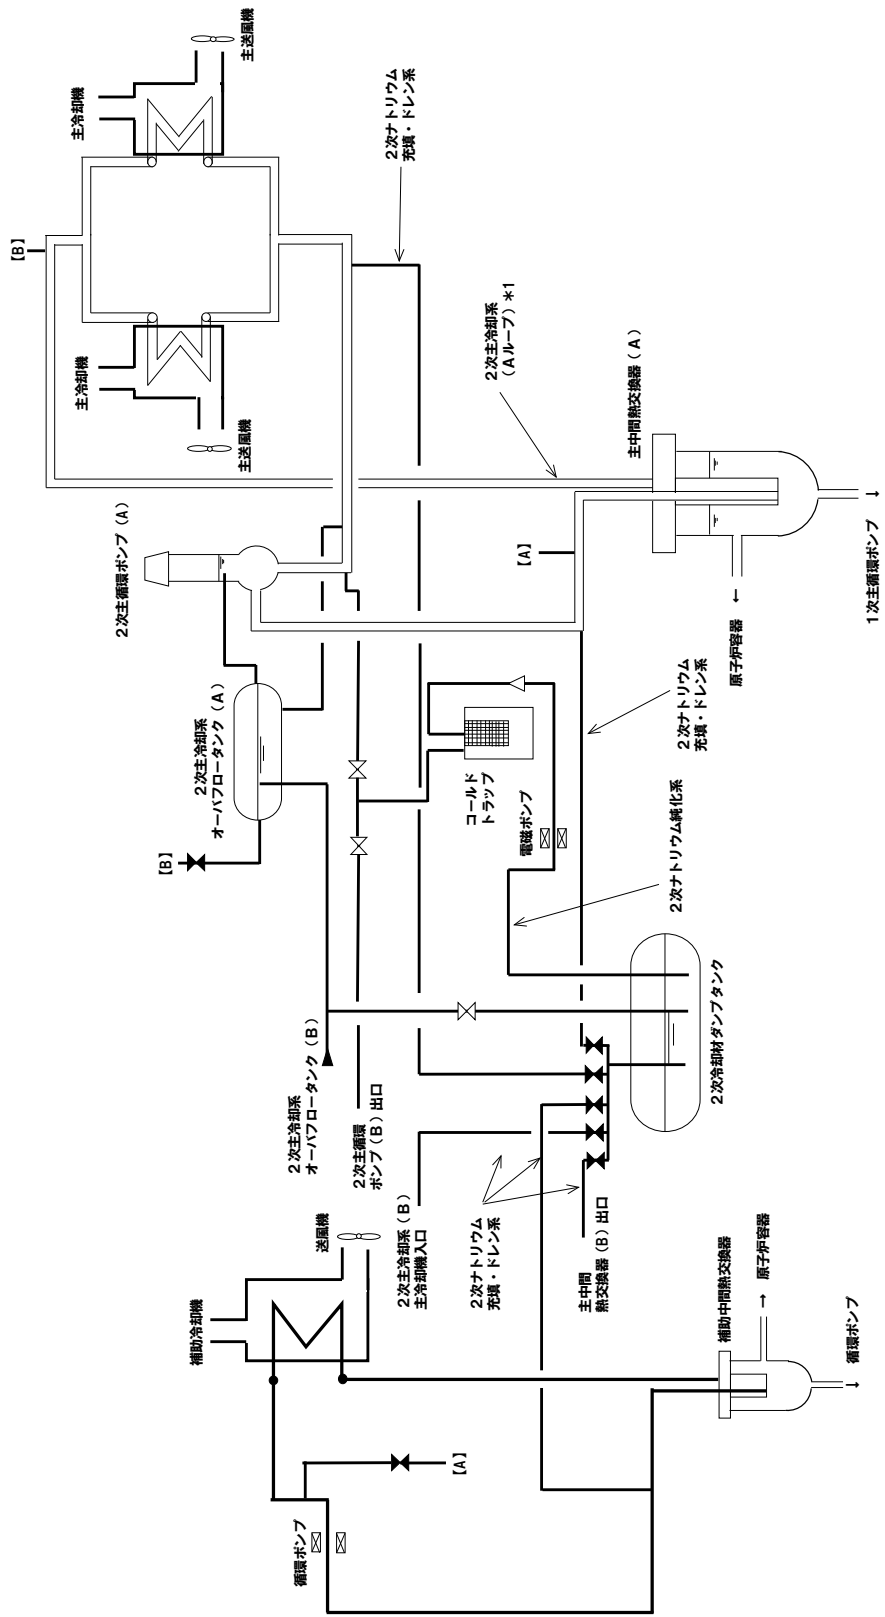 主送風機
主冷却機
【B】
2次ナトリウム
充填・ドレン系
主冷却機
主送風機
2次主冷却系
(Aループ)*1
主中間熱交換器(A)
2次主循環ポンプ(A)
【A】
1次主循環ポンプ
原子炉容器
2次主冷却系
オーバフロータンク(A)
2次ナトリウム
充填・ドレン系
コールド
トラップ
電磁ポンプ
【B】
2次ナトリウム純化系
2次冷却材ダンプタンク
2次主冷却系
オーバフロータンク(B)
2次主循環
ポンプ(B)出口
2次主冷却系(B)
主冷却機入口
2次ナトリウム
充填・ドレン系
主中間
熱交換器(B)出口
送風機
補助冷却機
補助中間熱交換器
原子炉容器
循環ポンプ
【A】
循環ポンプ